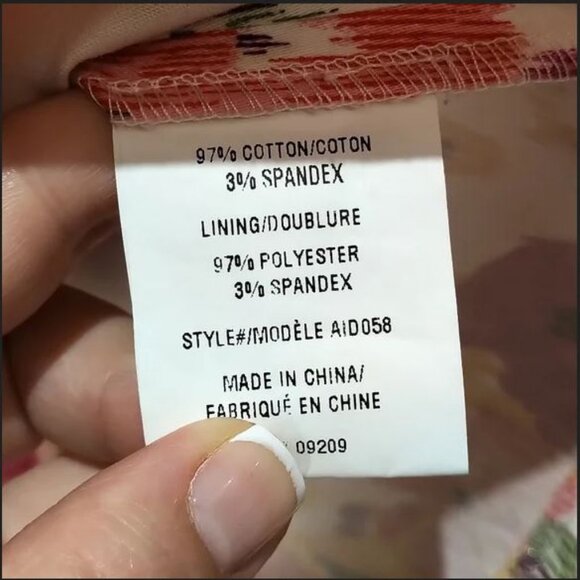 97% COTTON/COTON
3% SPANDEX
LINING/DOUBLURE
97% POLYESTER
3% SPANDEX
STYLE#/MODÈLE AID058
MADE IN CHINA/
FABRIQUÉ EN CHINE
09209